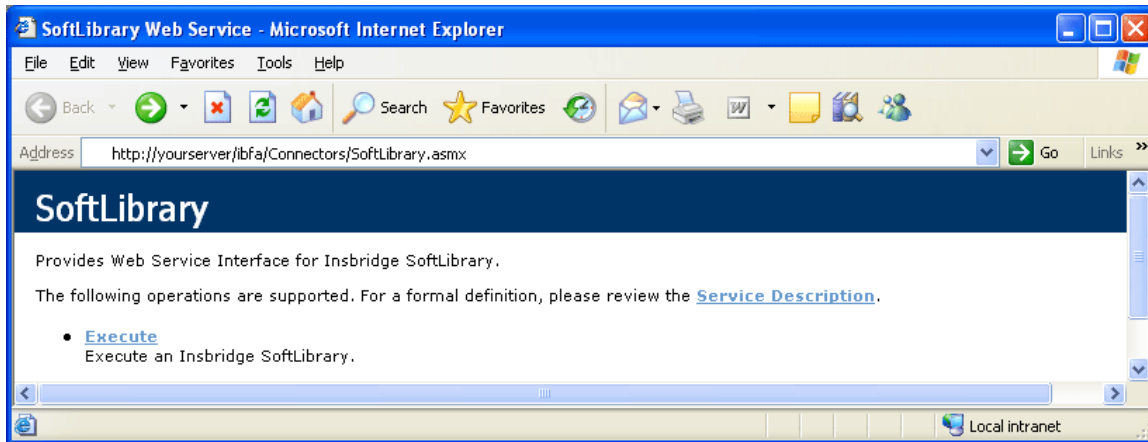 SoftLibrary Web Service - Microsoft Internet Explorer
File Edit View Favorites Tools Help
Back Search Favorites W
Address http://yourserver/ibfa/Connectors/SoftLibrary.asmx Go Links »
SoftLibrary
Provides Web Service Interface for Insbridge SoftLibrary.
The following operations are supported. For a formal definition, please review the Service Description.
• Execute
Execute an Insbridge SoftLibrary.
Local intranet